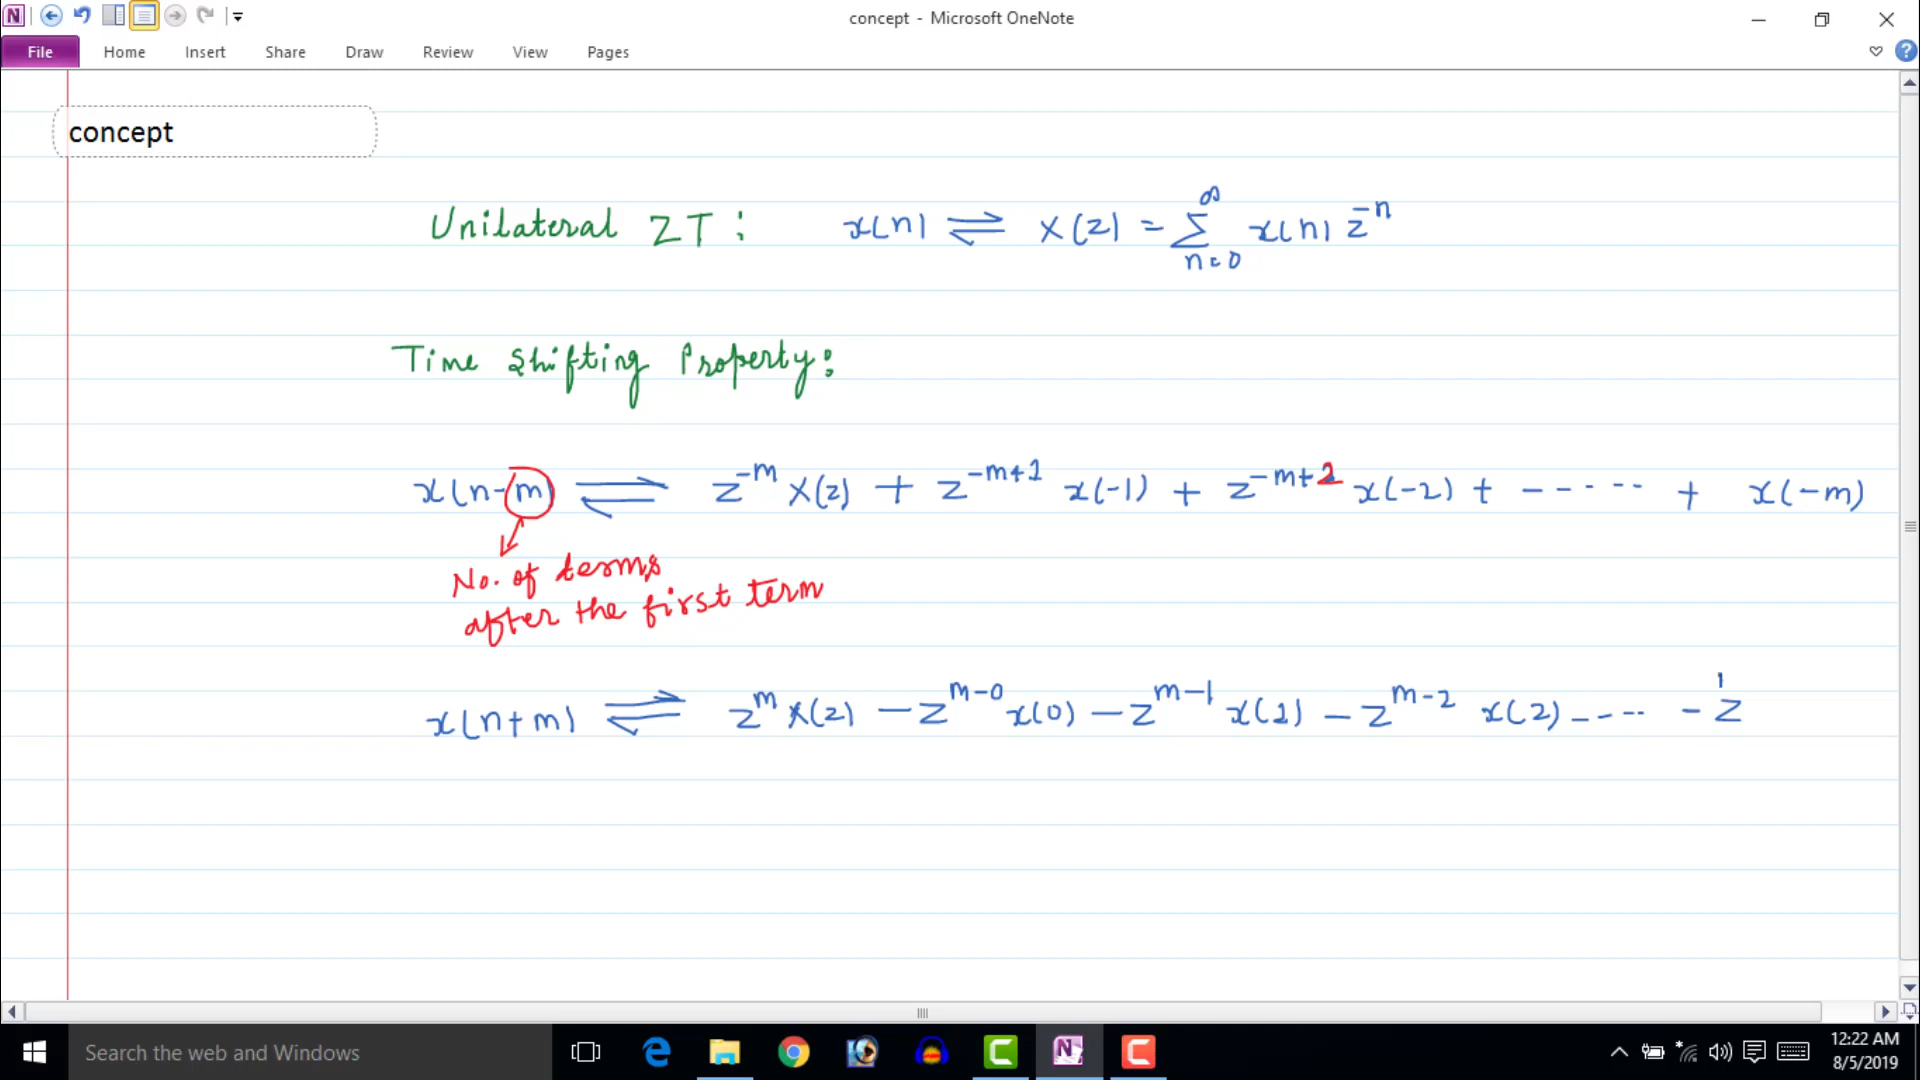 concept - Microsoft OneNote
File Home Insert Share Draw Review View Pages
concept
Unilateral ZT : x(n) ⇌ X(z) = ∑_{n=0}^{∞} x(n) z^{-n}
Time Shifting Property:
x(n-m) ⇌ z^{-m} X(z) + z^{-m+1} x(-1) + z^{-m+2} x(-2) + ------ + x(-m)
No. of terms
after the first term
x(n+m) ⇌ z^{m} X(z) - z^{m-0} x(0) - z^{m-1} x(1) - z^{m-2} x(2) ----- - z^{1}
Search the web and Windows
12:22 AM
8/5/2019